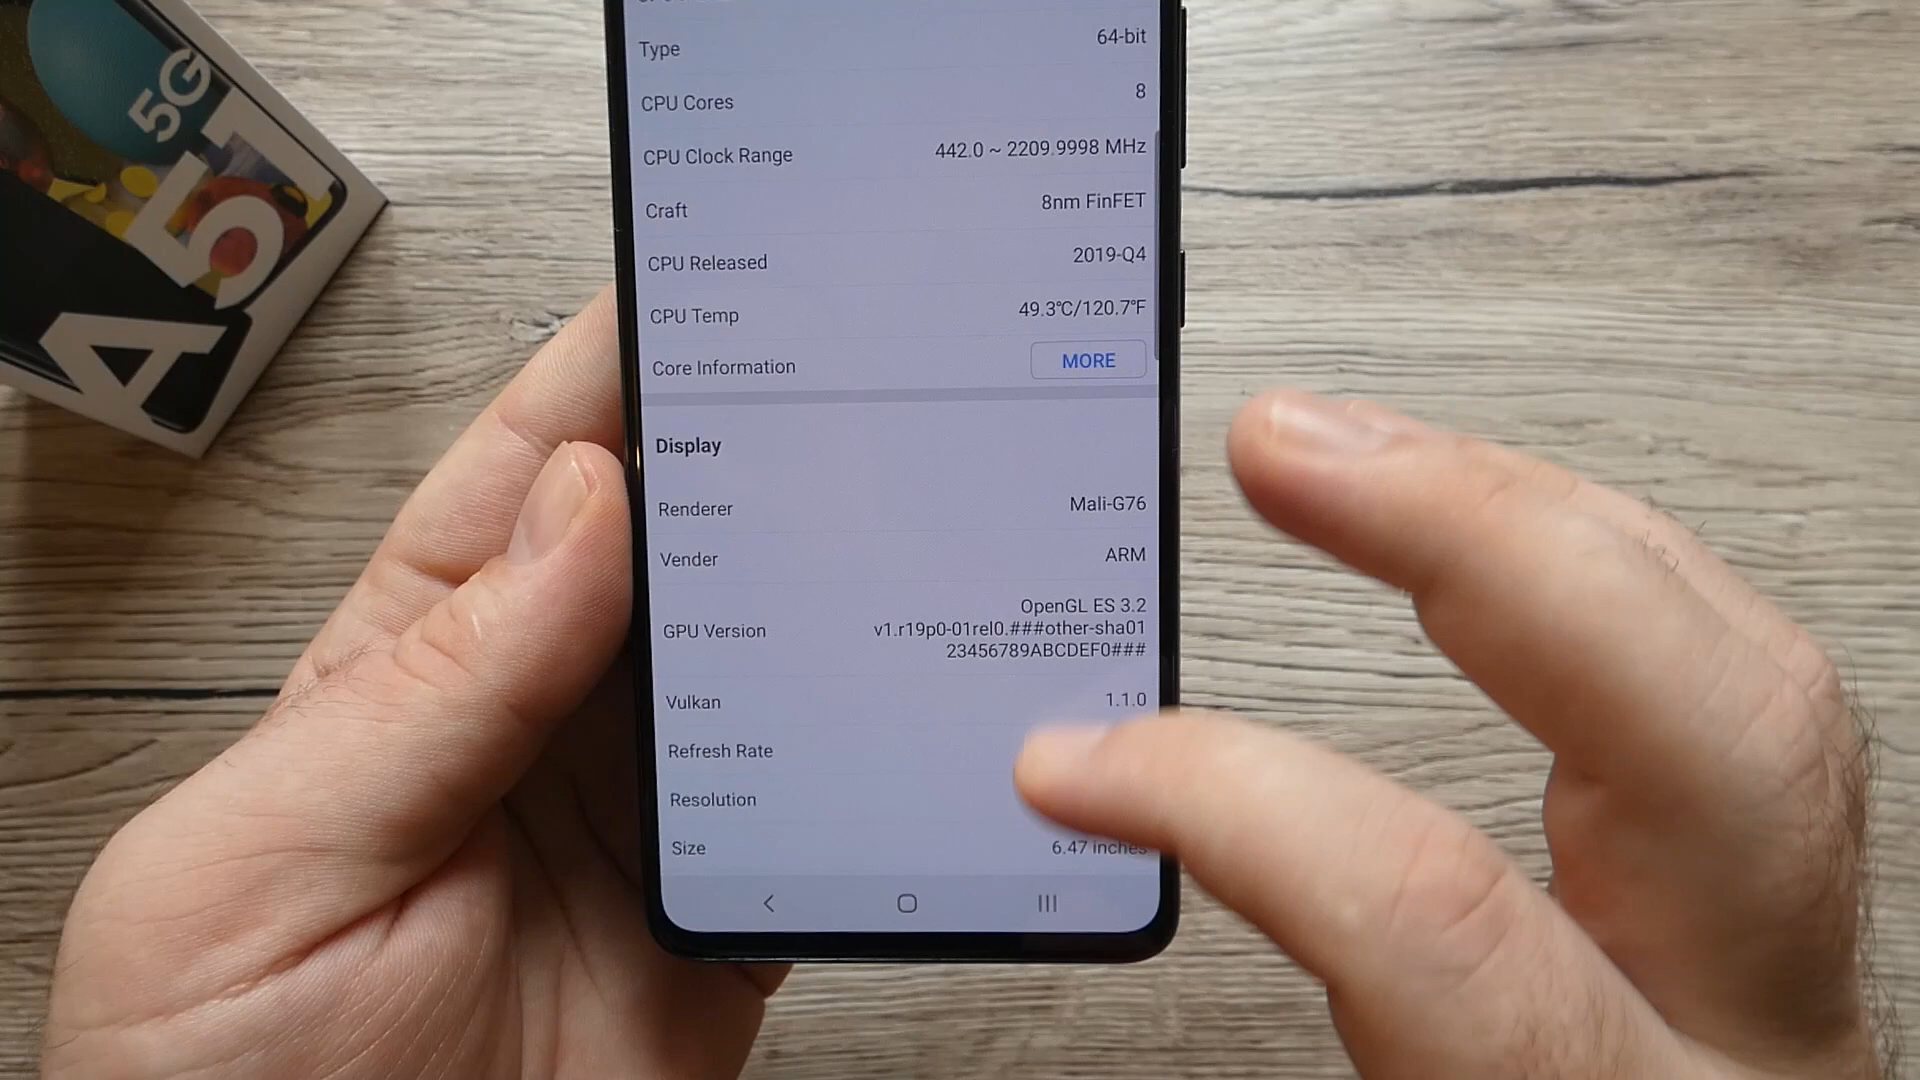 5G
A51
Type 64-bit
CPU Cores 8
CPU Clock Range 442.0 ~ 2209.9998 MHz
Craft 8nm FinFET
CPU Released 2019-Q4
CPU Temp 49.3℃/120.7℉
Core Information MORE
Display
Renderer Mali-G76
Vender ARM
GPU Version OpenGL ES 3.2
v1.r19p0-01rel0.###other-sha01
23456789ABCDEF0###
Vulkan 1.1.0
Refresh Rate
Resolution
Size 6.47 inches